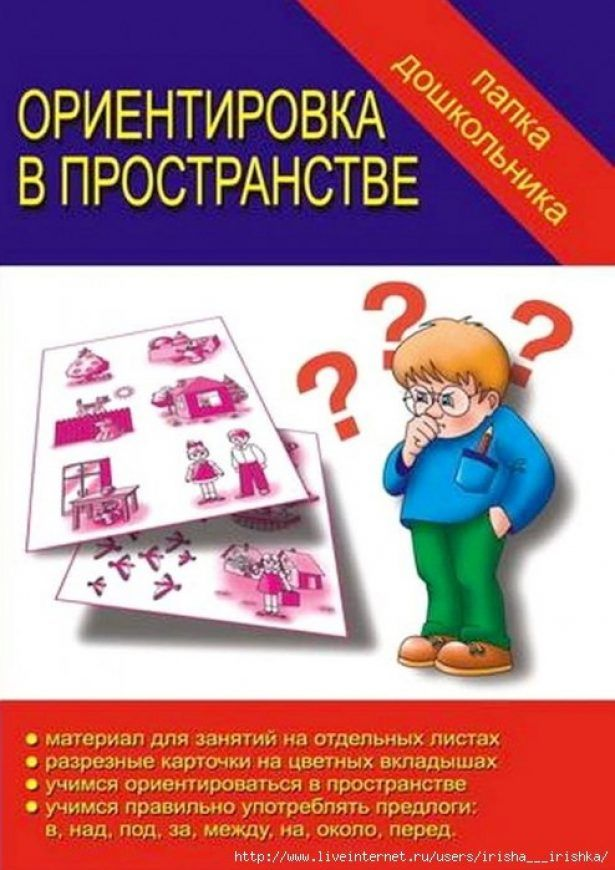 ОРИЕНТИРОВКА
В ПРОСТРАНСТВЕ
папка
дошкольника
? ? ?
материал для занятий на отдельных листах
разрезные карточки на цветных вкладышах
учимся ориентироваться в пространстве
учимся правильно употреблять предлоги:
в, над, под, за, между, на, около, перед.
http://www.liveinternet.ru/users/irisha___irishka/